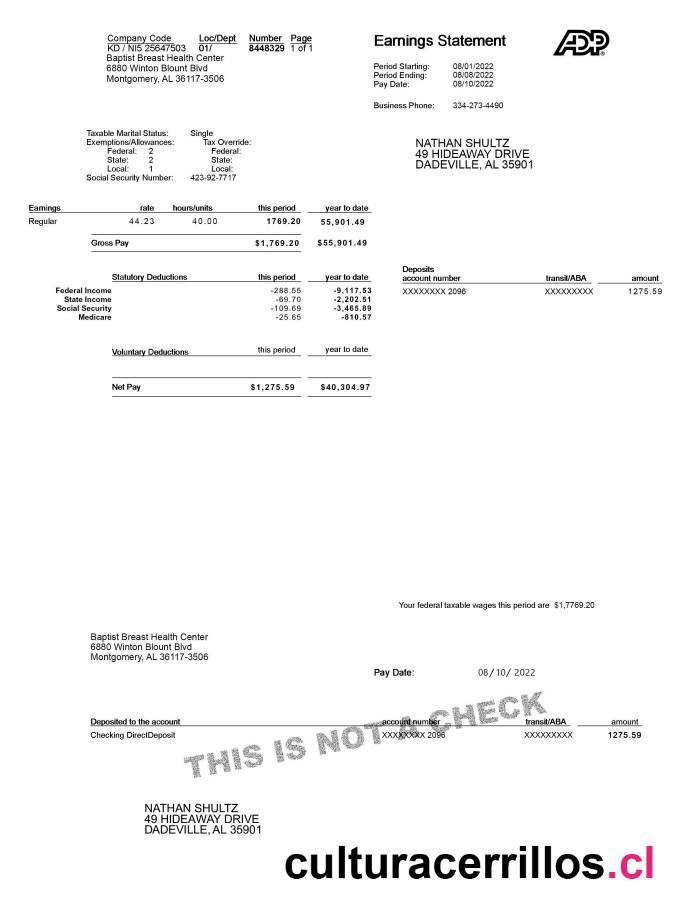 Company Code Loc/Dept Number Page
KD / NI5 25647503 01/ 8448329 1 of 1
Baptist Breast Health Center
6880 Winton Blount Blvd
Montgomery, AL 36117-3506
Earnings Statement
ADP
Period Starting: 08/01/2022
Period Ending: 08/08/2022
Pay Date: 08/10/2022
Business Phone: 334-273-4490
Taxable Marital Status: Single
Exemptions/Allowances: Tax Override:
Federal: 2 Federal:
State: 2 State:
Local: 1 Local:
Social Security Number: 423-92-7717
NATHAN SHULTZ
49 HIDEAWAY DRIVE
DADEVILLE, AL 35901
Earnings rate hours/units this period year to date
Regular 44.23 40.00 1769.20 55,901.49
Gross Pay $1,769.20 $55,901.49
Statutory Deductions this period year to date
Federal Income -288.55 -9,117.53
State Income -69.70 -2,202.51
Social Security -109.69 -3,465.89
Medicare -25.65 -810.57
Deposits
account number transit/ABA amount
XXXXXXXX 2096 XXXXXXXXX 1275.59
Voluntary Deductions this period year to date
Net Pay $1,275.59 $40,304.97
Your federal taxable wages this period are $1,7769.20
Baptist Breast Health Center
6880 Winton Blount Blvd
Montgomery, AL 36117-3506
Pay Date: 08/10/ 2022
Deposited to the account account number transit/ABA amount
Checking DirectDeposit XXXXXXXX 2096 XXXXXXXXX 1275.59
THIS IS NOT A CHECK
NATHAN SHULTZ
49 HIDEAWAY DRIVE
DADEVILLE, AL 35901
culturacerrillos.cl